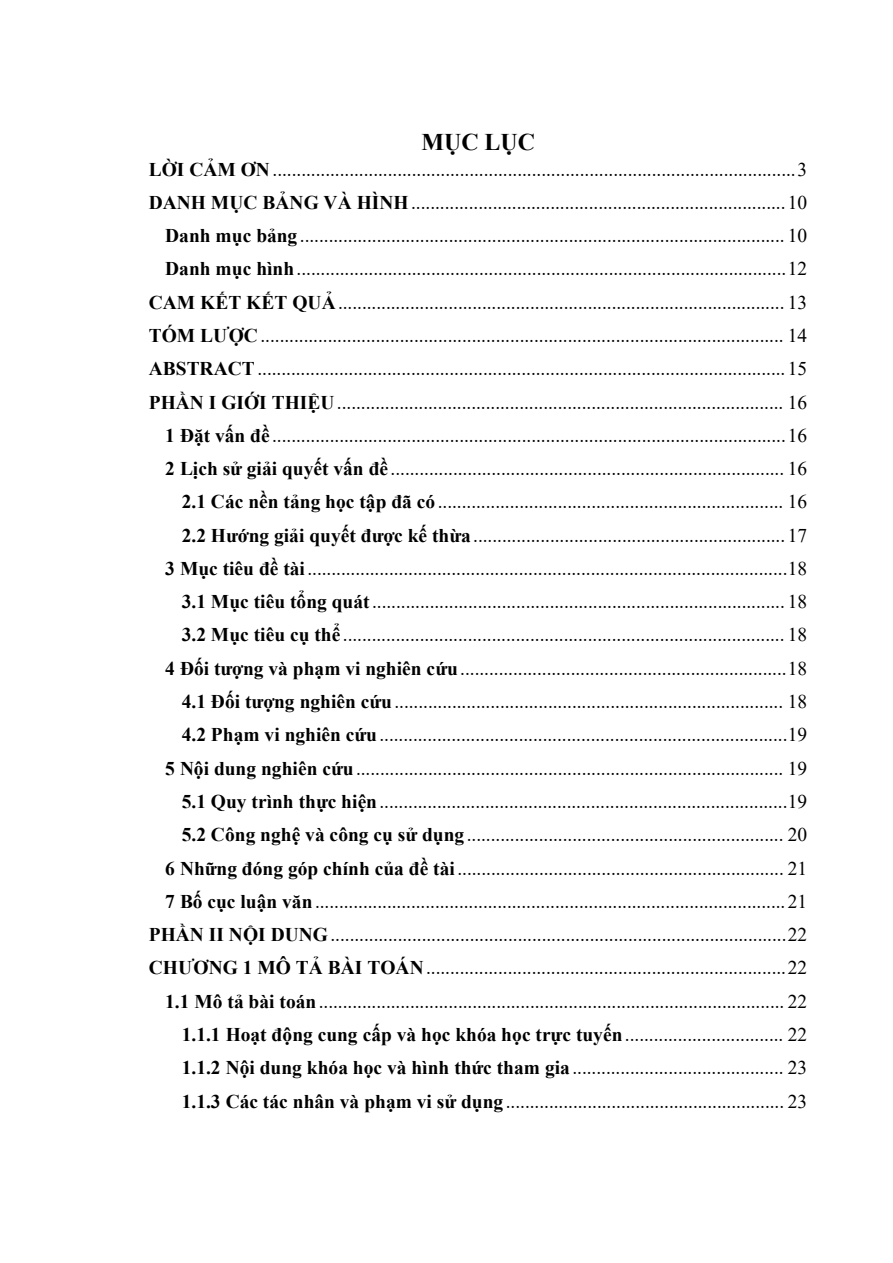 MỤC LỤC
LỜI CẢM ƠN.....3
DANH MỤC BẢNG VÀ HÌNH.....10
Danh mục bảng.....10
Danh mục hình.....12
CAM KẾT KẾT QUẢ.....13
TÓM LƯỢC.....14
ABSTRACT.....15
PHẦN I GIỚI THIỆU.....16
1 Đặt vấn đề.....16
2 Lịch sử giải quyết vấn đề.....16
2.1 Các nền tảng học tập đã có.....16
2.2 Hướng giải quyết được kế thừa.....17
3 Mục tiêu đề tài.....18
3.1 Mục tiêu tổng quát.....18
3.2 Mục tiêu cụ thể.....18
4 Đối tượng và phạm vi nghiên cứu.....18
4.1 Đối tượng nghiên cứu.....18
4.2 Phạm vi nghiên cứu.....19
5 Nội dung nghiên cứu.....19
5.1 Quy trình thực hiện.....19
5.2 Công nghệ và công cụ sử dụng.....20
6 Những đóng góp chính của đề tài.....21
7 Bố cục luận văn.....21
PHẦN II NỘI DUNG.....22
CHƯƠNG 1 MÔ TẢ BÀI TOÁN.....22
1.1 Mô tả bài toán.....22
1.1.1 Hoạt động cung cấp và học khóa học trực tuyến.....22
1.1.2 Nội dung khóa học và hình thức tham gia.....23
1.1.3 Các tác nhân và phạm vi sử dụng.....23